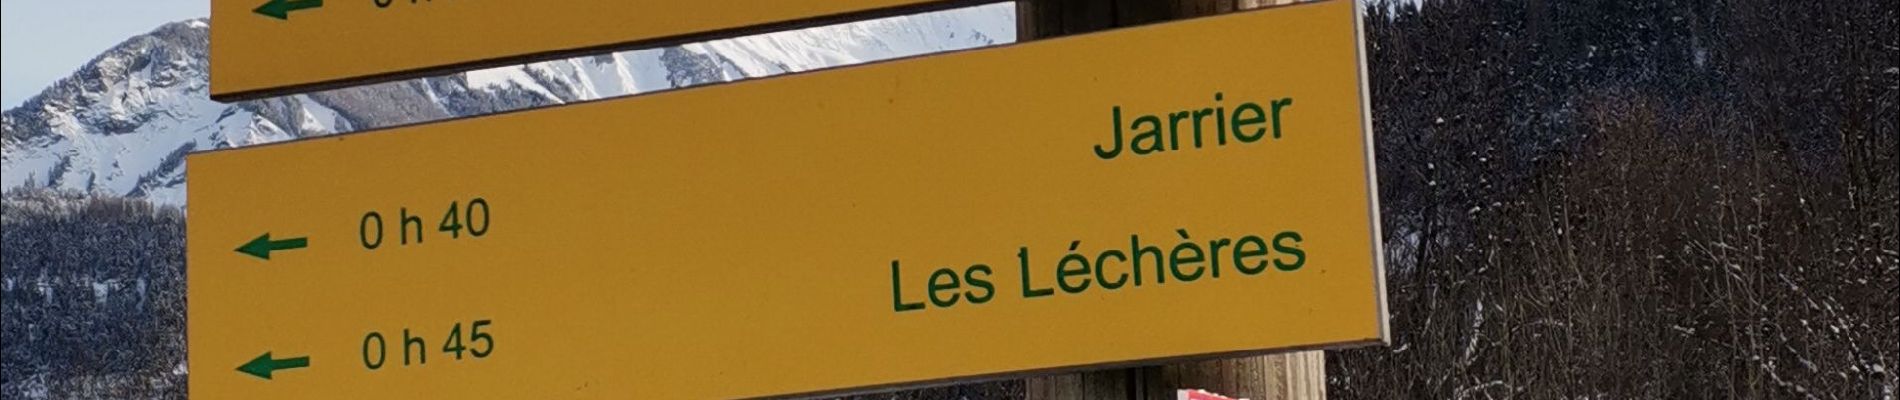 Jarrier
0 h 40
Les Léchères
0 h 45